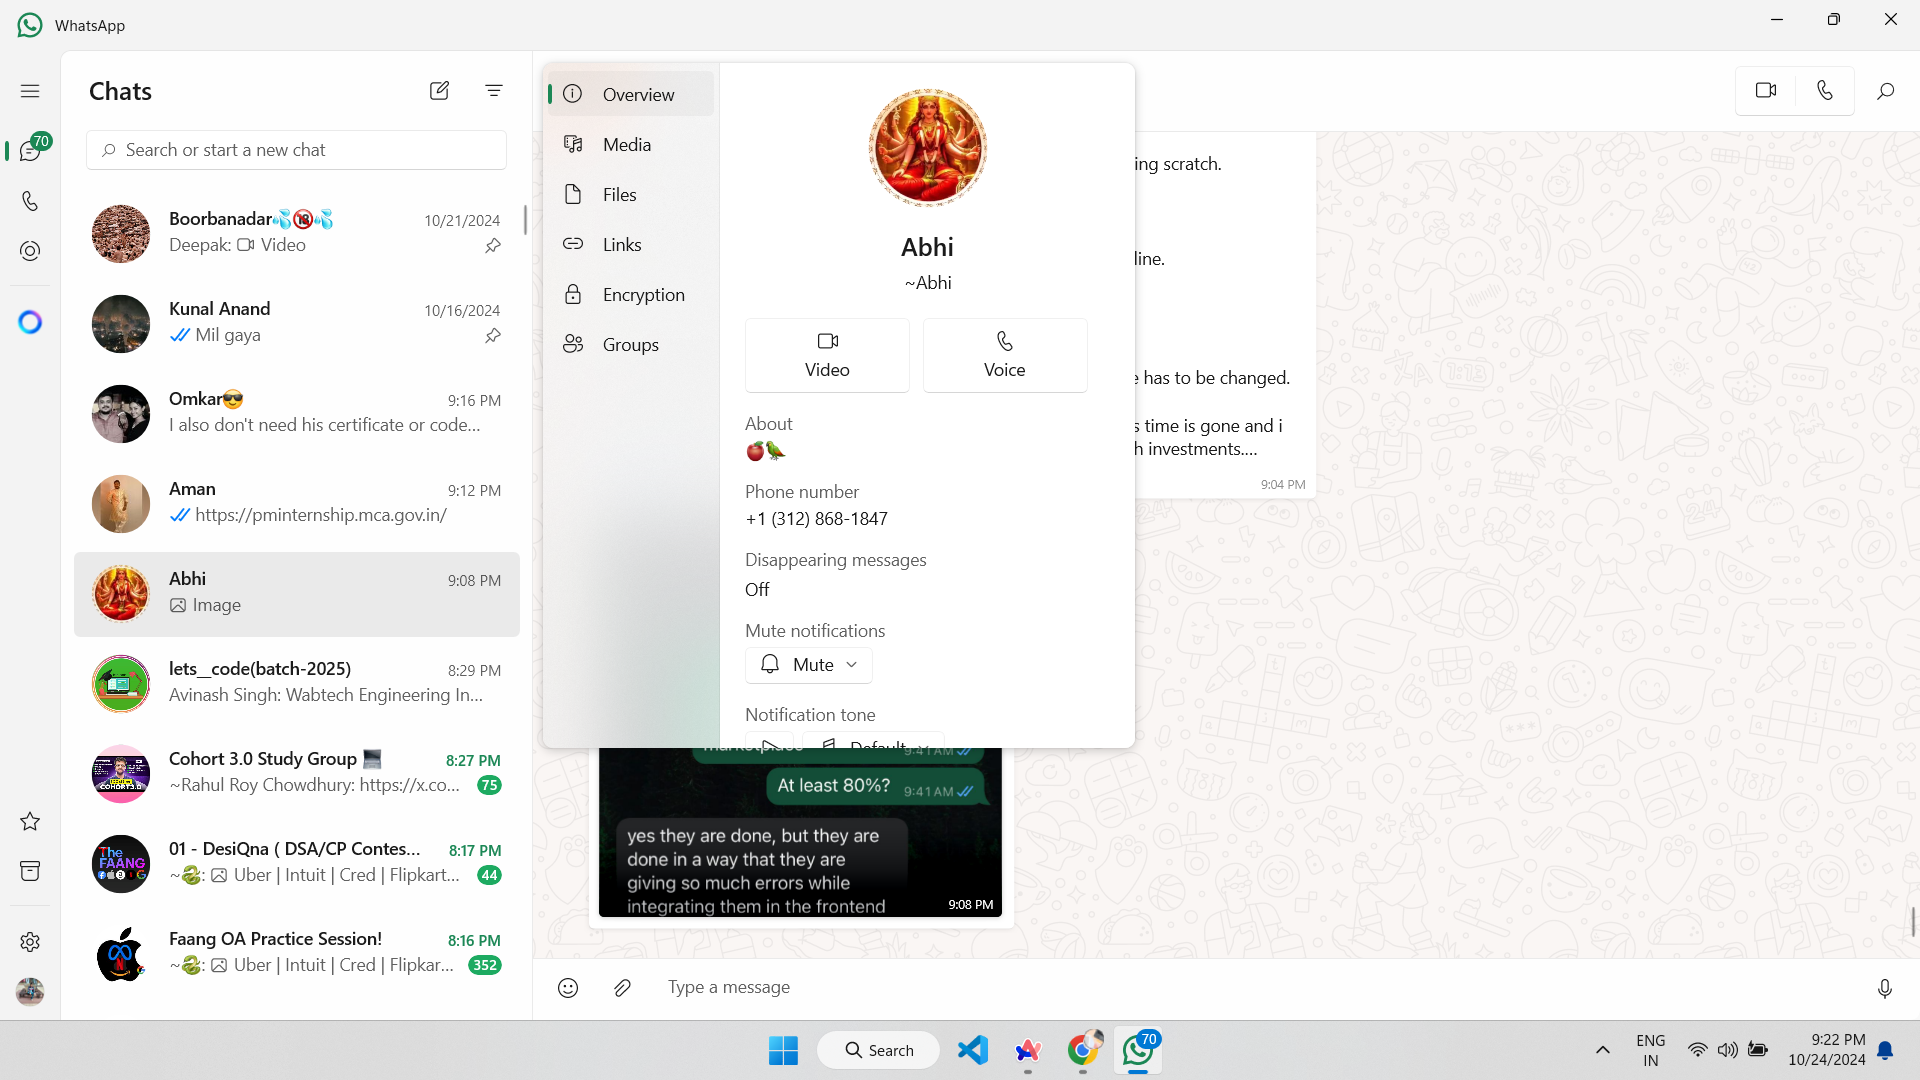 WhatsApp
Chats
70
Search or start a new chat
Boorbanadar💦🔞💦
10/21/2024
Deepak: Video
Kunal Anand
10/16/2024
Mil gaya
Omkar😎
9:16 PM
I also don't need his certificate or code...
Aman
9:12 PM
https://pminternship.mca.gov.in/
Abhi
9:08 PM
Image
lets__code(batch-2025)
8:29 PM
Avinash Singh: Wabtech Engineering In...
Cohort 3.0 Study Group 💻
8:27 PM
~Rahul Roy Chowdhury: https://x.co...
75
COHORT3.0
01 - DesiQna ( DSA/CP Contes...
8:17 PM
~🐍: Uber | Intuit | Cred | Flipkart...
44
The
FAANG
Faang OA Practice Session!
8:16 PM
~🐍: Uber | Intuit | Cred | Flipkar...
352
Overview
Media
Files
Links
Encryption
Groups
Abhi
~Abhi
Video
Voice
About
🍎🦜
Phone number
+1 (312) 868-1847
Disappearing messages
Off
Mute notifications
Mute
Notification tone
Default
ing scratch.
line.
e has to be changed.
s time is gone and i
h investments....
9:04 PM
marketplace
9:41 AM
At least 80%?
9:41 AM
yes they are done, but they are
done in a way that they are
giving so much errors while
integrating them in the frontend
9:08 PM
Type a message
Search
70
ENG
IN
9:22 PM
10/24/2024